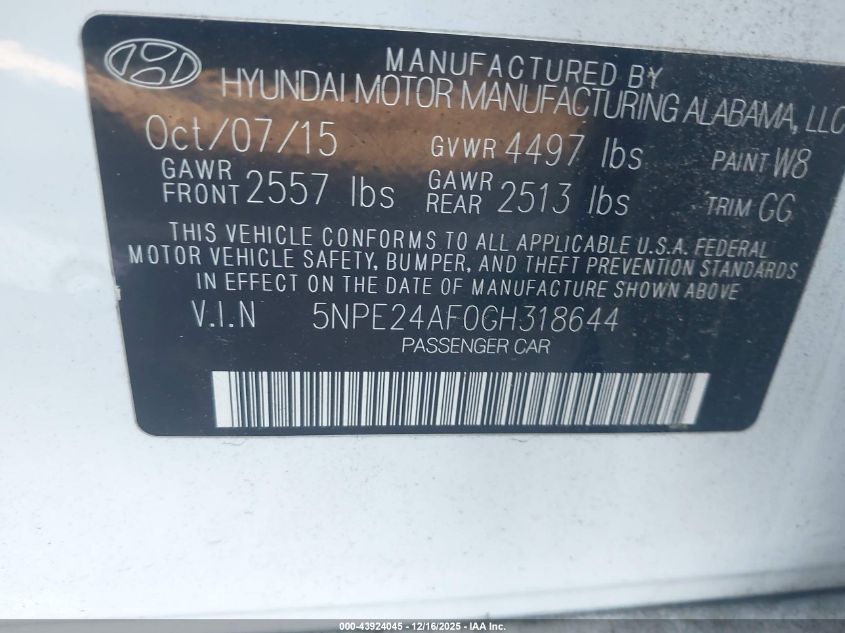 MANUFACTURED BY
HYUNDAI MOTOR MANUFACTURING ALABAMA, LLC
Oct/07/15 GVWR 4497 lbs PAINT W8
GAWR FRONT 2557 lbs GAWR REAR 2513 lbs TRIM GG
THIS VEHICLE CONFORMS TO ALL APPLICABLE U.S.A. FEDERAL
MOTOR VEHICLE SAFETY, BUMPER, AND THEFT PREVENTION STANDARDS
IN EFFECT ON THE DATE OF MANUFACTURE SHOWN ABOVE
V.I.N 5NPE24AF0GH318644
PASSENGER CAR
000-43924045 - 12/16/2025 - IAA Inc.